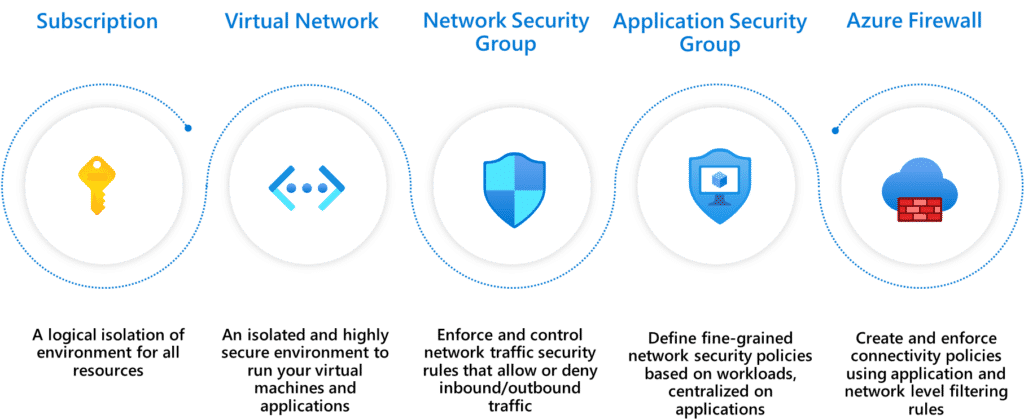 Subscription
A logical isolation of
environment for all
resources
Virtual Network
An isolated and highly
secure environment to
run your virtual
machines and
applications
Network Security
Group
Enforce and control
network traffic security
rules that allow or deny
inbound/outbound
traffic
Application Security
Group
Define fine-grained
network security policies
based on workloads,
centralized on
applications
Azure Firewall
Create and enforce
connectivity policies
using application and
network level filtering
rules